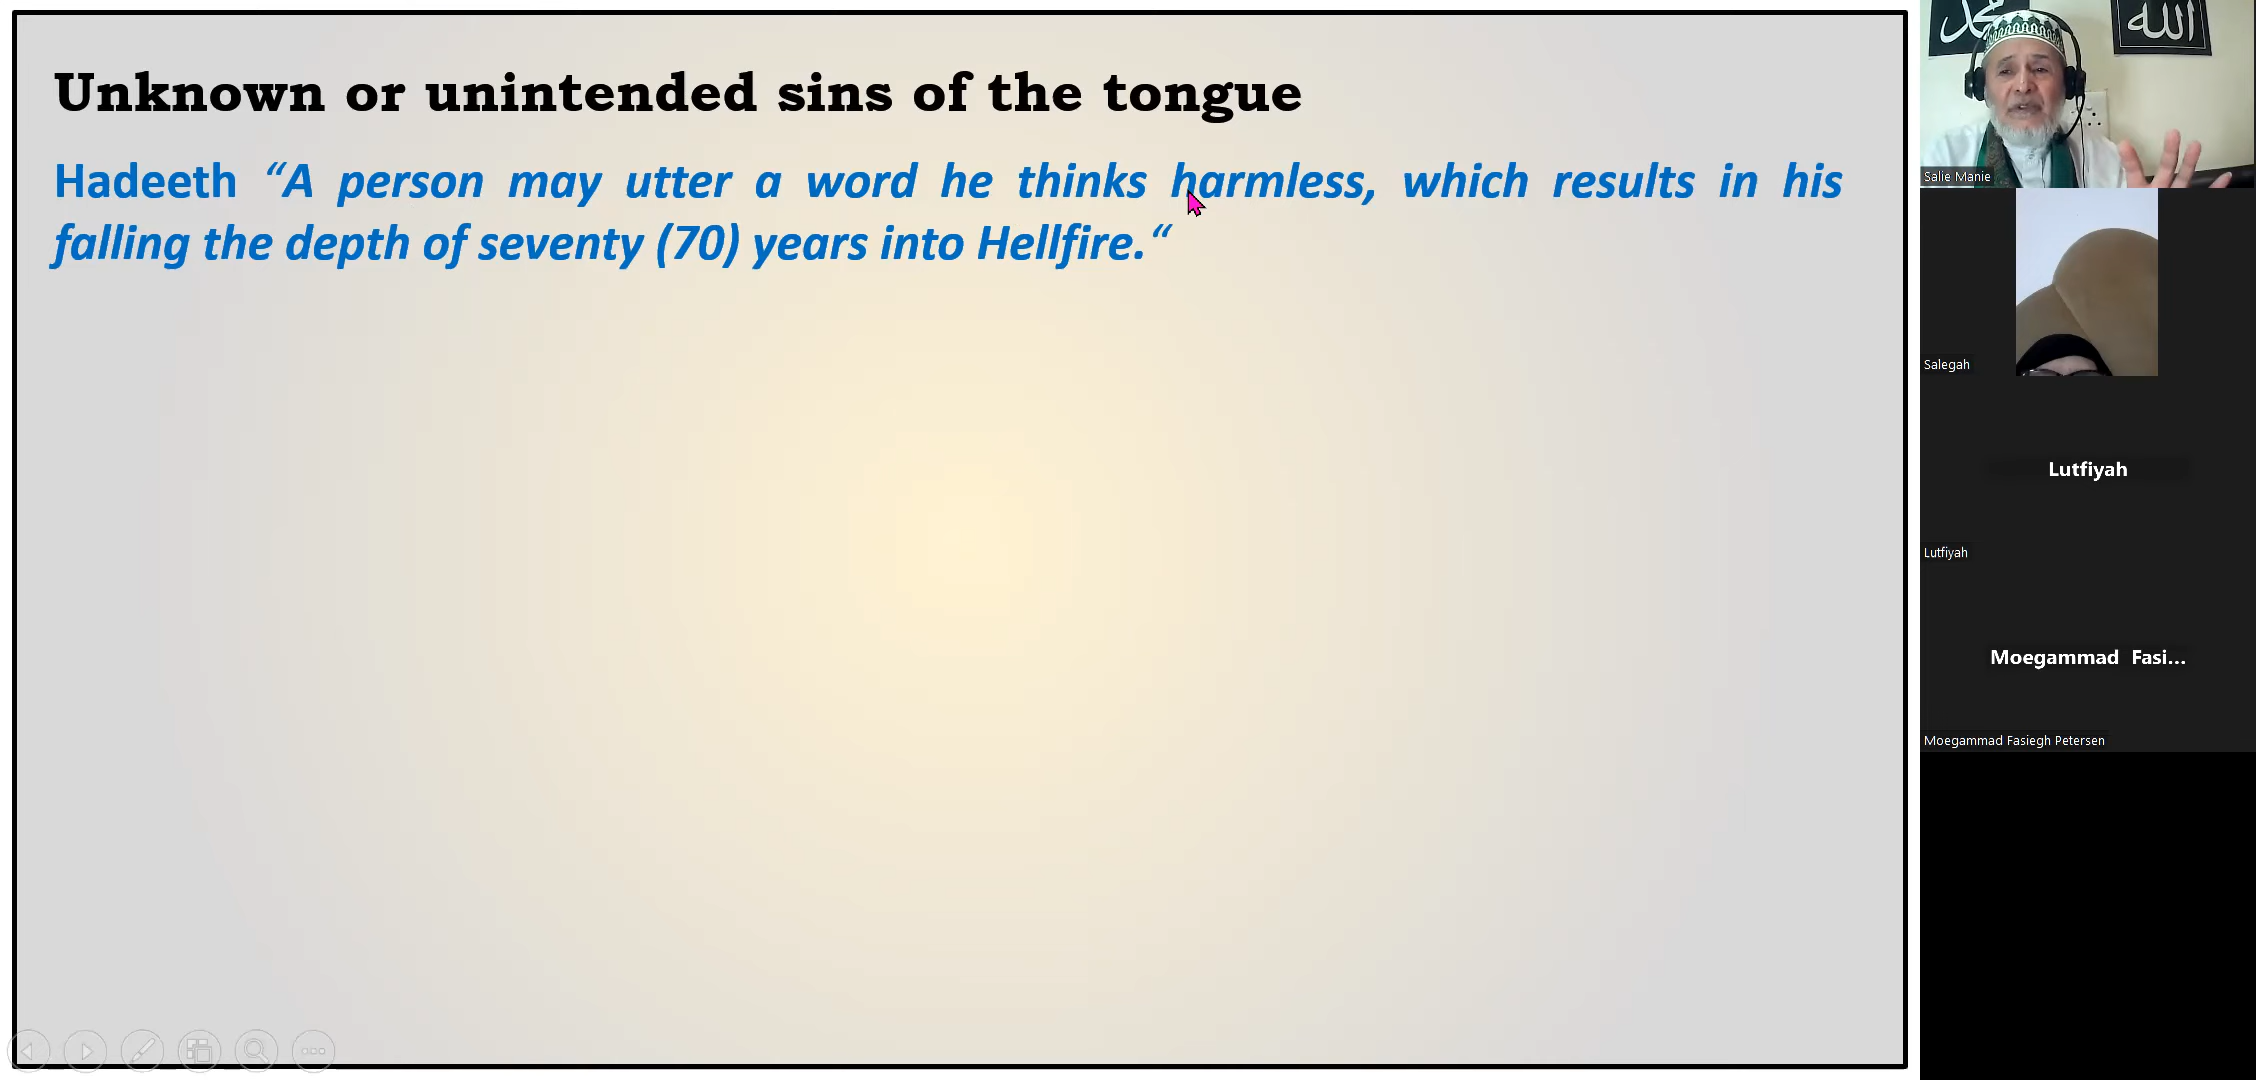 Unknown or unintended sins of the tongue
Hadeeth “A person may utter a word he thinks harmless, which results in his
falling the depth of seventy (70) years into Hellfire.“
محمد
الله
Salie Manie
Salegah
Lutfiyah
Lutfiyah
Moegammad Fasi...
Moegammad Fasiegh Petersen